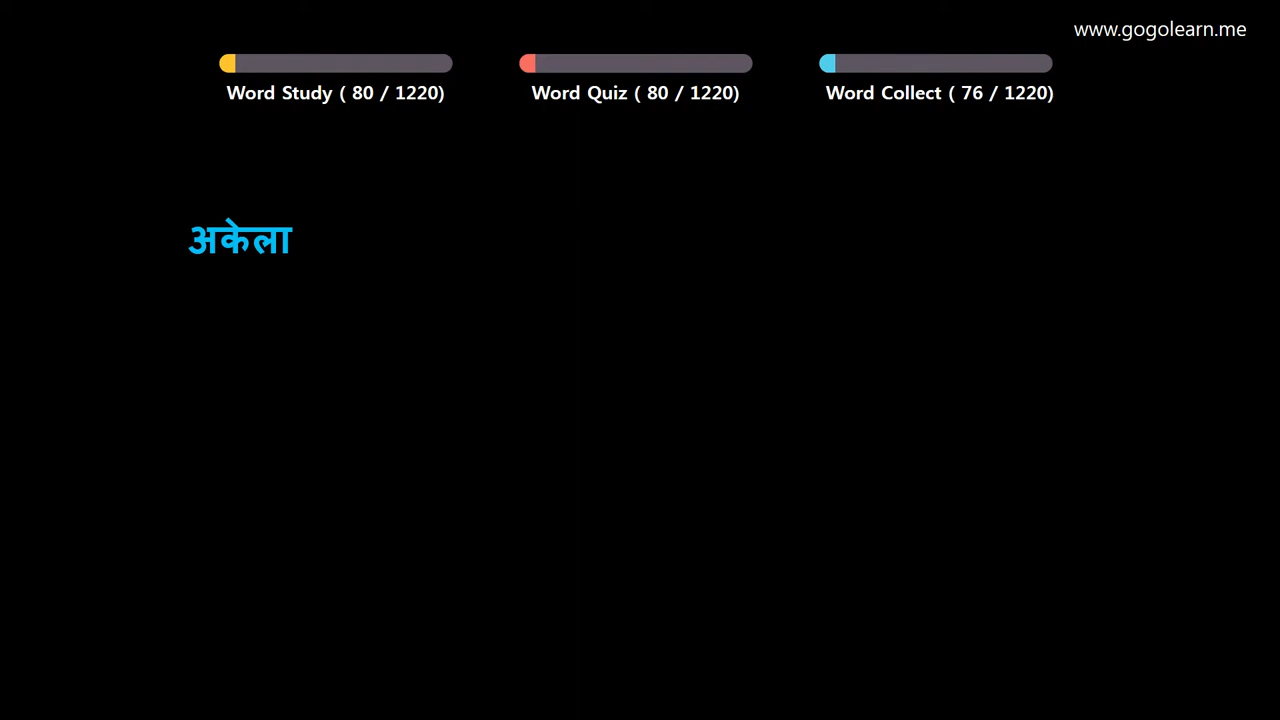 www.gogolearn.me
Word Study ( 80 / 1220)
Word Quiz ( 80 / 1220)
Word Collect ( 76 / 1220)
अकेला